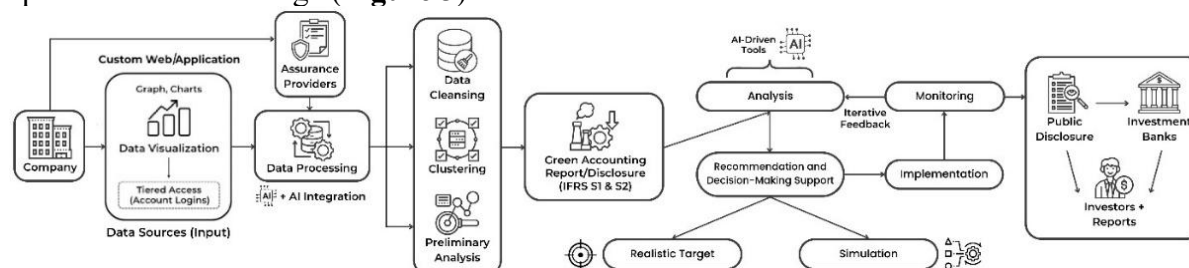 Company
Custom Web/Application
Graph, Charts
Data Visualization
Tiered Access
(Account Logins)
Data Sources (Input)
Assurance
Providers
Data Processing
AI + AI Integration
Data
Cleansing
Clustering
Preliminary
Analysis
Green Accounting
Report/Disclosure
(IFRS S1 & S2)
AI-Driven
Tools
AI
Analysis
Iterative
Feedback
Monitoring
Recommendation and
Decision-Making Support
Implementation
Realistic Target
Simulation
Public
Disclosure
Investment
Banks
Investors +
Reports